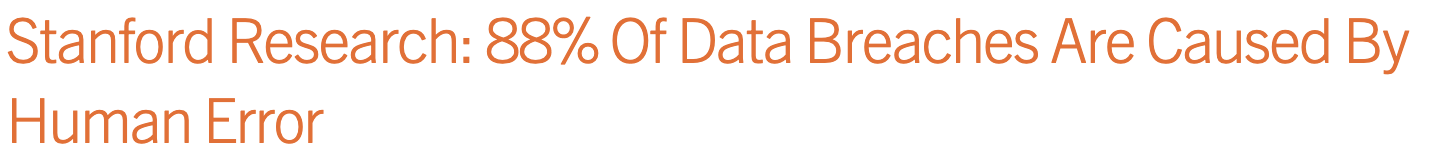 Stanford Research: 88% Of Data Breaches Are Caused By
Human Error